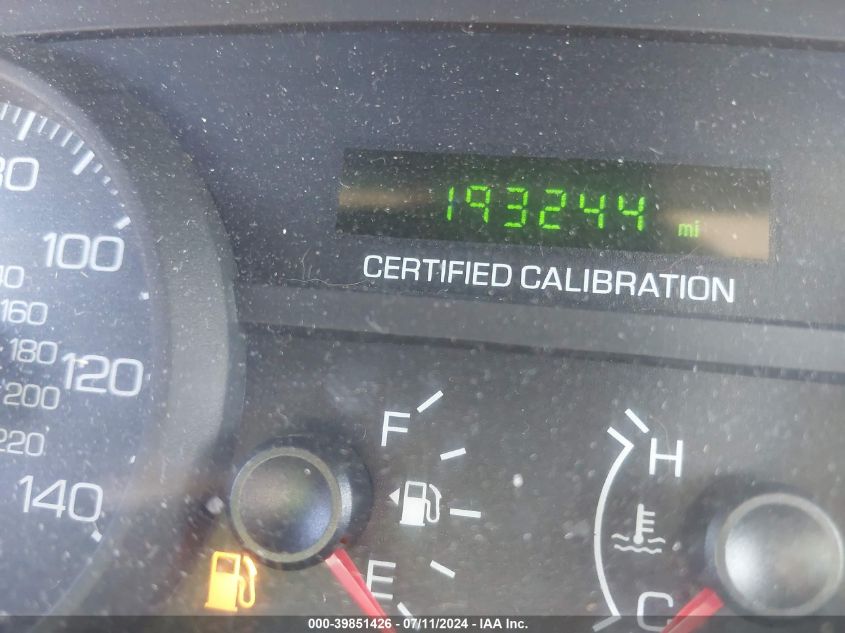 193244 mi
CERTIFIED CALIBRATION
100
160
180
120
200
220
140
F
E
H
C
000-39851426 - 07/11/2024 - IAA Inc.